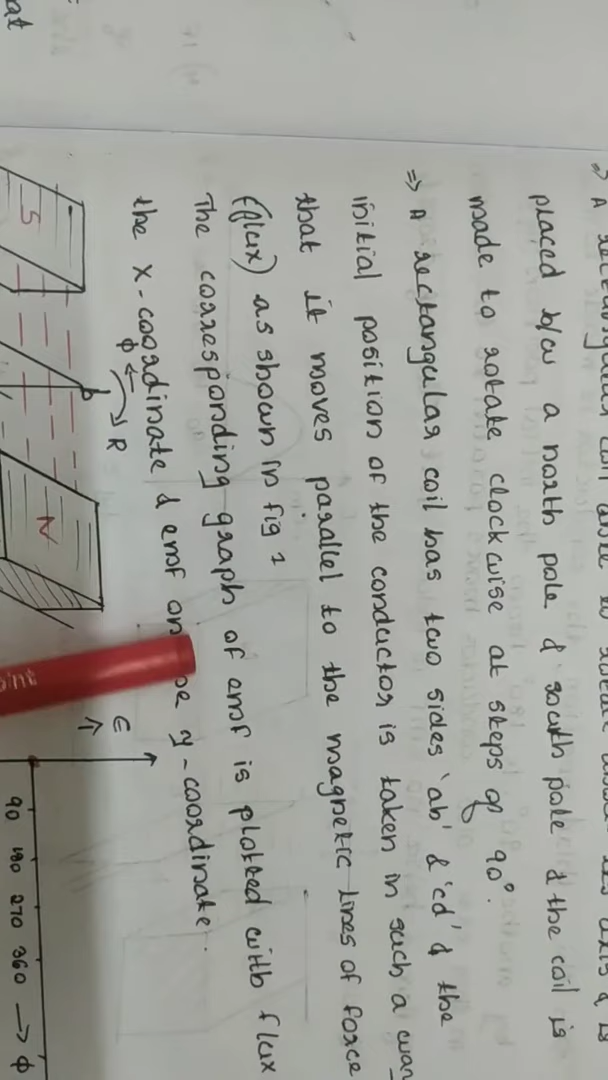 at
⇒ A rectangular coil
placed b/w a north pole & south pole & the coil is
made to rotate clockwise at steps of 90°.
⇒ A rectangular coil has two sides 'ab' & 'cd' & the
initial position of the conductor is taken in such a way
that it moves parallel to the magnetic lines of force
(flux) as shown in fig 1
The corresponding graph of emf is plotted with flux
the x-coordinate & emf on y-coordinate.
S
b
R
Φ
N
E
90 180 270 360 → Φ